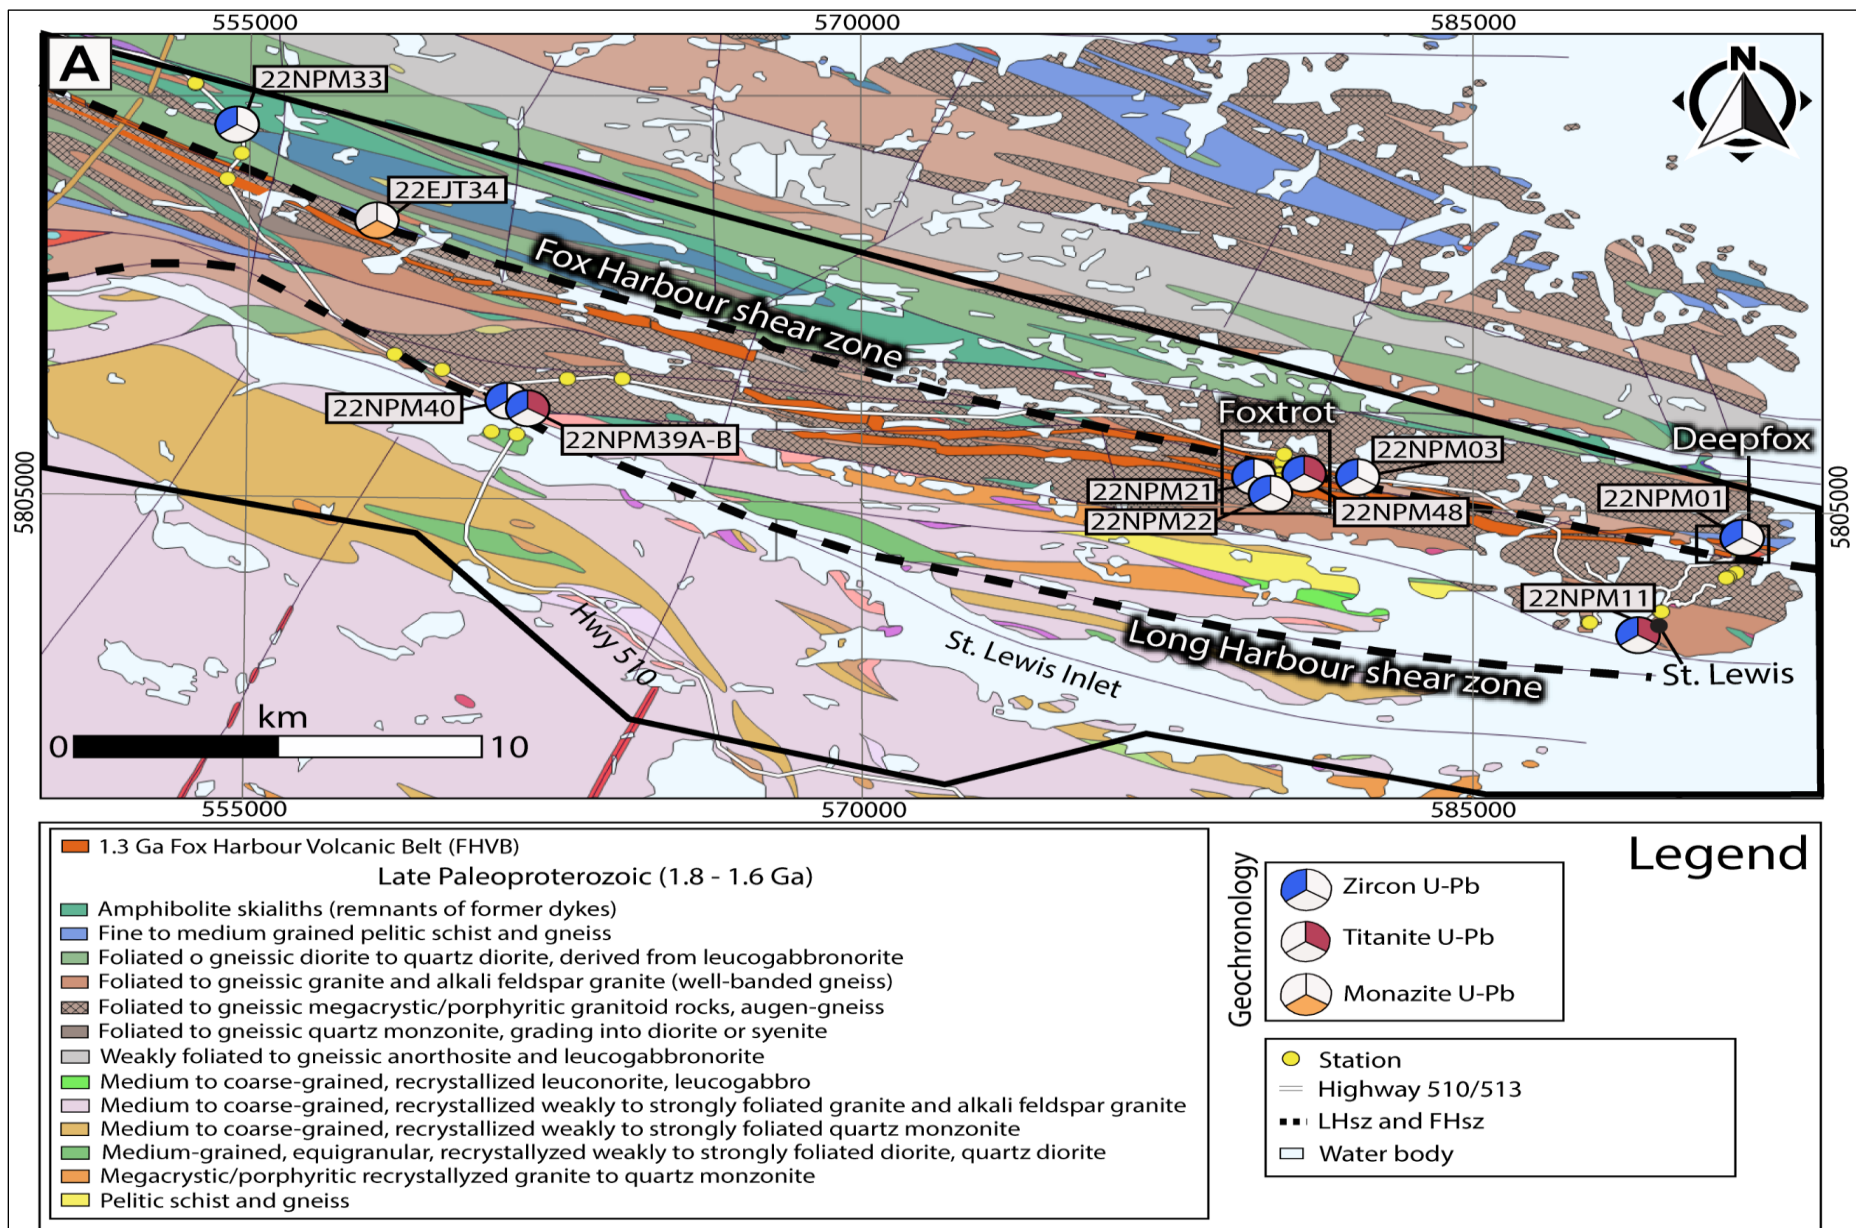 555000
570000
585000
A
N
22NPM33
22EJT34
Fox Harbour shear zone
Foxtrot
Deepfox
22NPM40
22NPM39A-B
22NPM03
22NPM21
22NPM01
22NPM22
22NPM48
5805000
5805000
22NPM11
Hwy 510
St. Lewis Inlet
Long Harbour shear zone
St. Lewis
km
0
10
555000
570000
585000
Legend
1.3 Ga Fox Harbour Volcanic Belt (FHVB)
Late Paleoproterozoic (1.8 - 1.6 Ga)
Amphibolite skialiths (remnants of former dykes)
Fine to medium grained pelitic schist and gneiss
Foliated o gneissic diorite to quartz diorite, derived from leucogabbronorite
Foliated to gneissic granite and alkali feldspar granite (well-banded gneiss)
Foliated to gneissic megacrystic/porphyritic granitoid rocks, augen-gneiss
Foliated to gneissic quartz monzonite, grading into diorite or syenite
Weakly foliated to gneissic anorthosite and leucogabbronorite
Medium to coarse-grained, recrystallized leuconorite, leucogabbro
Medium to coarse-grained, recrystallized weakly to strongly foliated granite and alkali feldspar granite
Medium to coarse-grained, recrystallized weakly to strongly foliated quartz monzonite
Medium-grained, equigranular, recrystallyzed weakly to strongly foliated diorite, quartz diorite
Megacrystic/porphyritic recrystallyzed granite to quartz monzonite
Pelitic schist and gneiss
Geochronology
Zircon U-Pb
Titanite U-Pb
Monazite U-Pb
Station
Highway 510/513
LHsz and FHsz
Water body